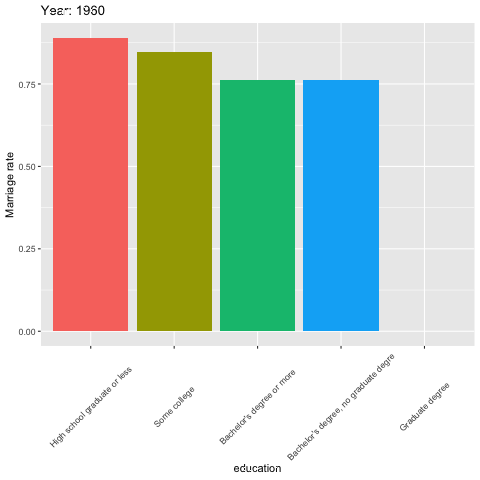 Year: 1960
Marriage rate
0.75
0.50
0.25
0.00
High school graduate or less
Some college
Bachelor's degree or more
Bachelor's degree, no graduate degre
Graduate degree
education